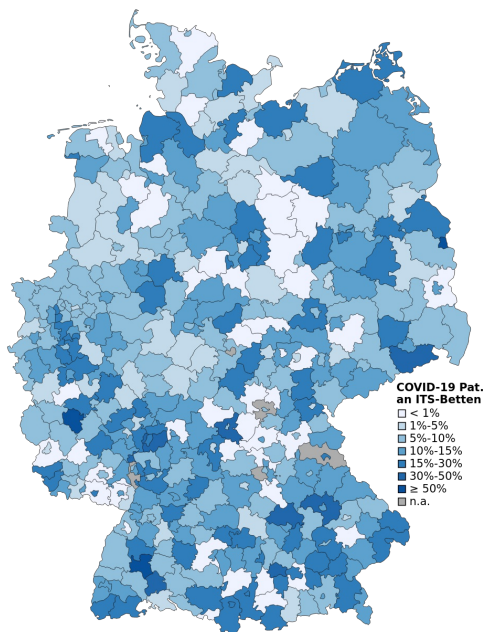 COVID-19 Pat.
an ITS-Betten
< 1%
1%-5%
5%-10%
10%-15%
15%-30%
30%-50%
≥ 50%
n.a.